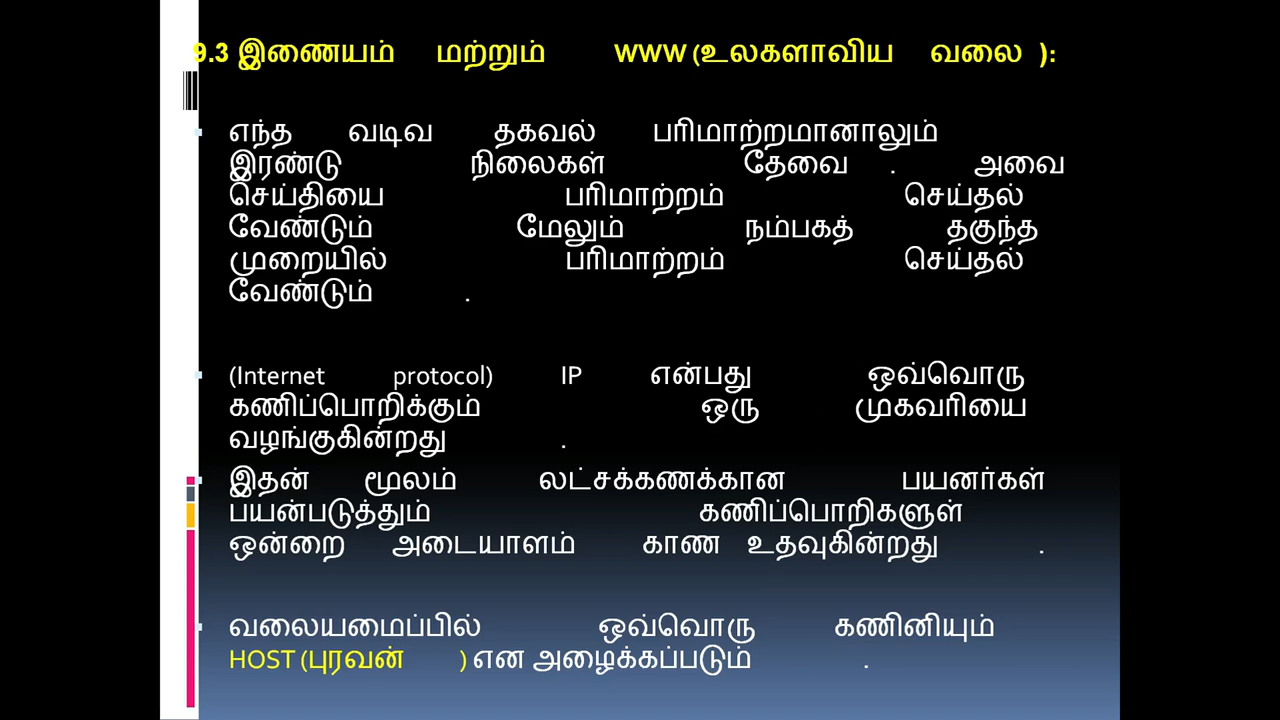 9.3 இணையம் மற்றும் WWW (உலகளாவிய வலை ):
எந்த வடிவ தகவல் பரிமாற்றமானாலும்
இரண்டு நிலைகள் தேவை . அவை
செய்தியை பரிமாற்றம் செய்தல்
வேண்டும் மேலும் நம்பகத் தகுந்த
முறையில் பரிமாற்றம் செய்தல்
வேண்டும் .
(Internet protocol) IP என்பது ஒவ்வொரு
கணிப்பொறிக்கும் ஒரு முகவரியை
வழங்குகின்றது .
இதன் மூலம் லட்சக்கணக்கான பயனர்கள்
பயன்படுத்தும் கணிப்பொறிகளுள்
ஒன்றை அடையாளம் காண உதவுகின்றது .
வலையமைப்பில் ஒவ்வொரு கணினியும்
HOST (புரவன் ) என அழைக்கப்படும் .